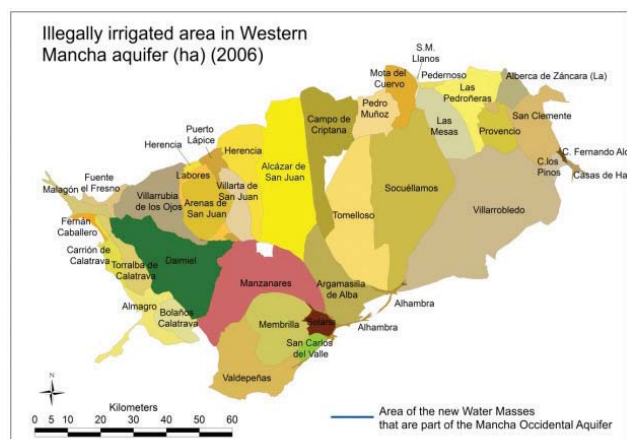 Illegally irrigated area in Western
Mancha aquifer (ha) (2006)
S.M.
Llanos
Mota del
Cuervo
Pedernoso
Alberca de Záncara (La)
Las
Pedroñeras
San Clemente
Pedro
Muñoz
Campo de
Criptana
Las
Mesas
Provencio
Puerto
Lápice
Herencia
Herencia
Alcázar de
San Juan
C. Fernando Alo
C.los
Pinos
Casas de Ha
Labores
Fuente
el Fresno
Malagón
Villarrubia
de los Ojos
Arenas de
San Juan
Villarta de
San Juan
Socuéllamos
Tomelloso
Villarrobledo
Fernán
Caballero
Carrión de
Calatrava
Torralba de
Calatrava
Daimiel
Manzanares
Argamasilla
de Alba
Alhambra
Almagro
Bolaños
Calatrava
Membrilla
Solana
Alhambra
San Carlos
del Valle
Valdepeñas
N
Kilometers
0 5 10 20 30 40 50 60
Area of the new Water Masses
that are part of the Mancha Occidental Aquifer